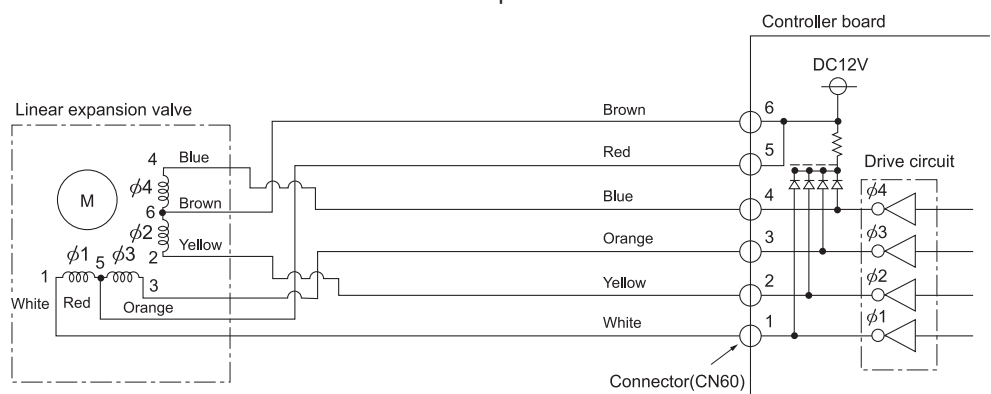 Controller board
DC12V
Linear expansion valve
Brown
6
Red
5
Drive circuit
4
Blue
ϕ4
M
6
Brown
ϕ2
Yellow
2
Blue
4
ϕ4
Orange
3
ϕ3
ϕ1
5
ϕ3
1
3
White
Red
Orange
Yellow
2
ϕ2
White
1
ϕ1
Connector(CN60)